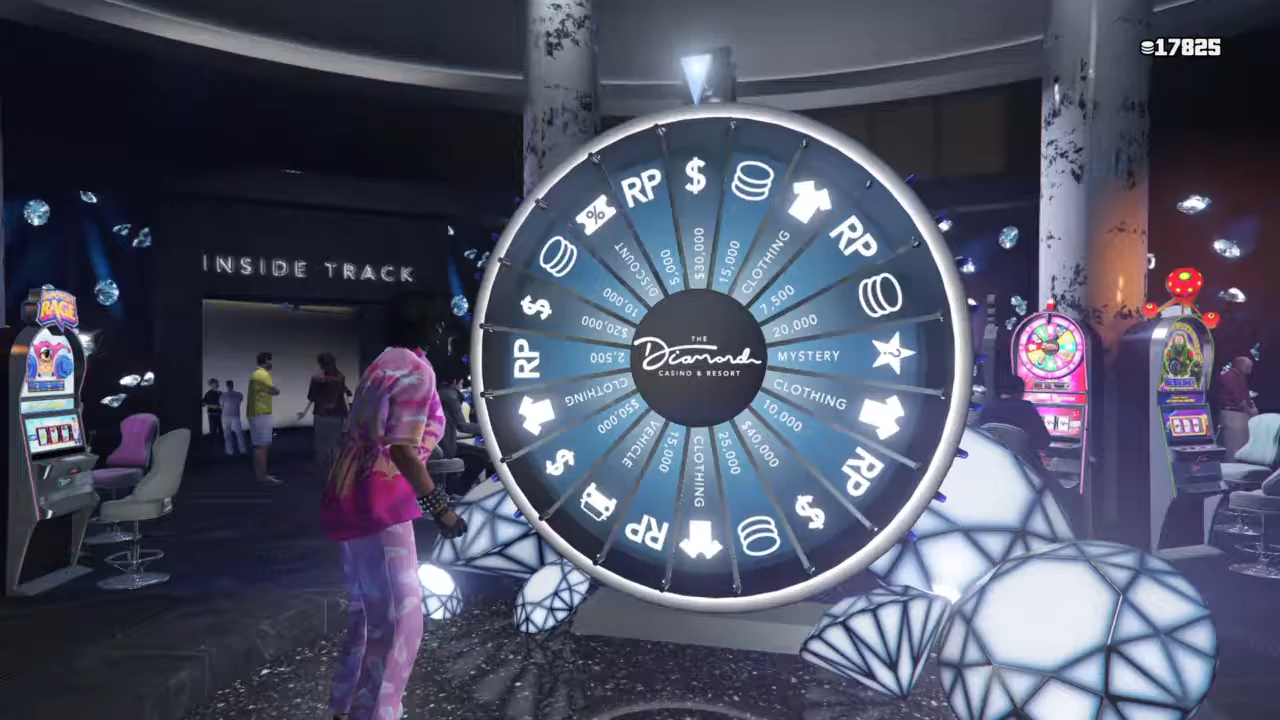 17825
INSIDE TRACK
RAGE
THE
Diamond
CASINO & RESORT
$
$30,000
15,000
CLOTHING
RP
7,500
20,000
MYSTERY
?
CLOTHING
RP
10,000
$
$40,000
25,000
CLOTHING
RP
15,000
VEHICLE
$
$50,000
CLOTHING
RP
2,500
$
$20,000
10,000
%
DISCOUNT
RP
5,000